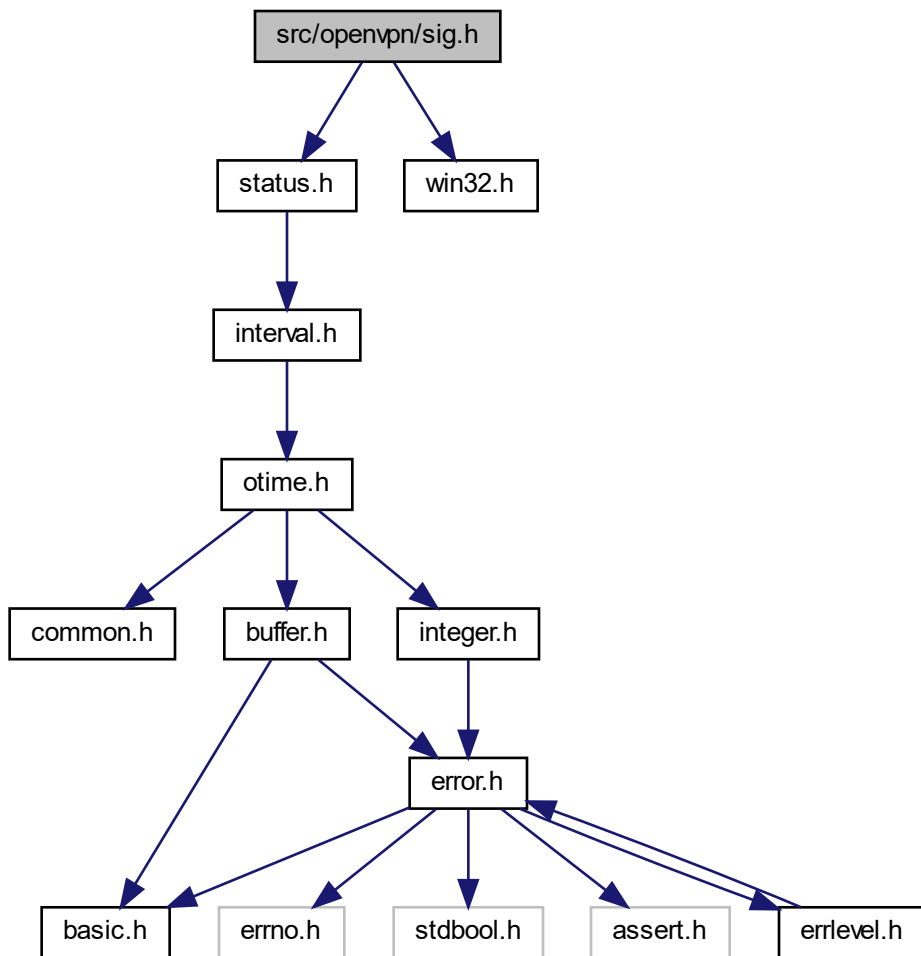 src/openvpn/sig.h
status.h
win32.h
interval.h
otime.h
common.h
buffer.h
integer.h
error.h
basic.h
errno.h
stdbool.h
assert.h
errlevel.h